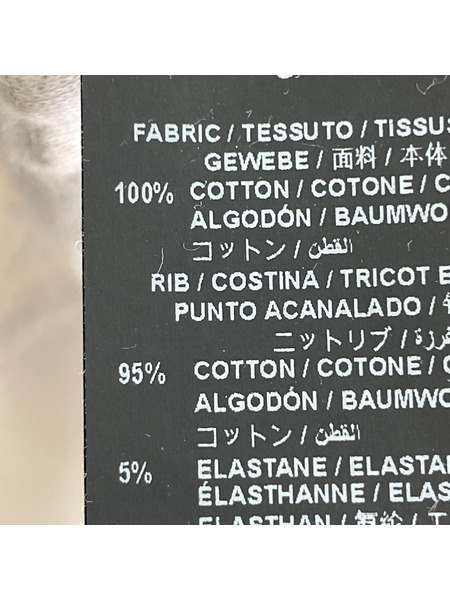 FABRIC / TESSUTO / TISSUS
GEWEBE / 面料 / 本体
100% COTTON / COTONE / C
ALGODÓN / BAUMWO
コットン / القطن
RIB / COSTINA / TRICOT E
PUNTO ACANALADO /
ニットリブ /
95% COTTON / COTONE /
ALGODÓN / BAUMWO
コットン / القطن
5% ELASTANE / ELASTA
ÉLASTHANNE / ELAS
ELASTHAN /